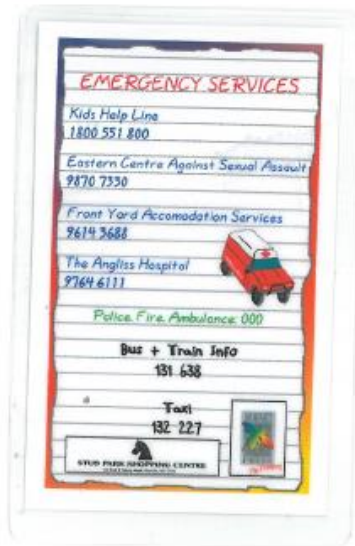 EMERGENCY SERVICES
Kids Help Line
1800 551 800
Eastern Centre Against Sexual Assault
9870 7330
Front Yard Accomodation Services
9614 3688
The Angliss Hospital
9764 6111
Police Fire Ambulance 000
Bus + Train Info
131 638
Taxi
132 227
STUD PARK SHOPPING CENTRE